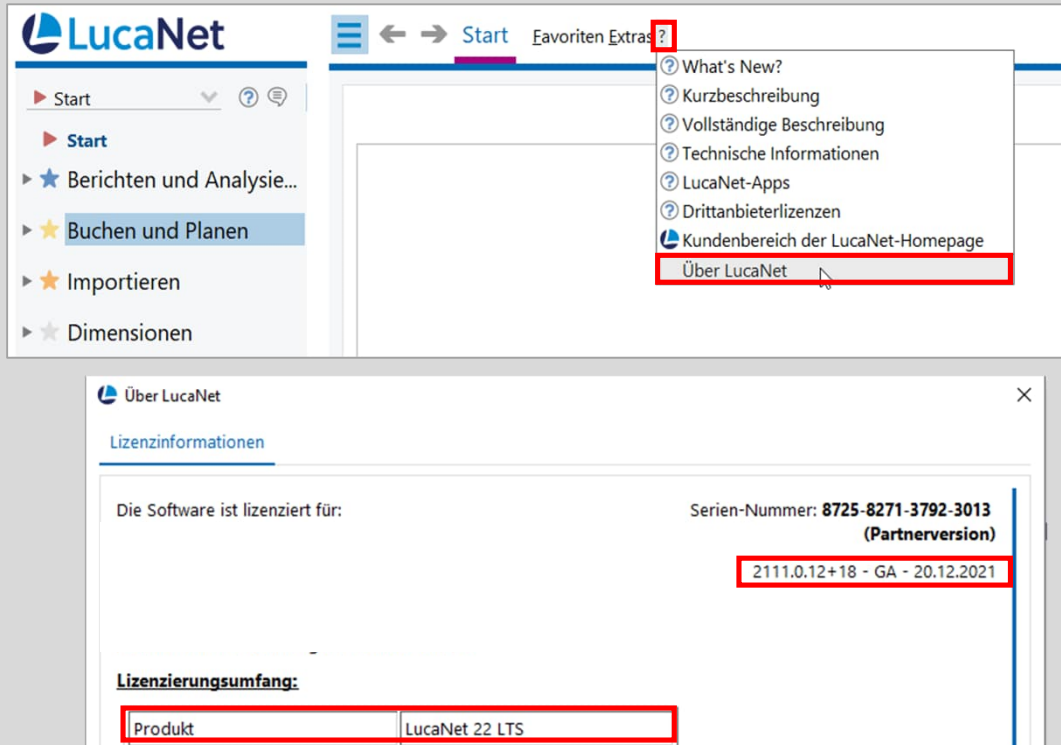 LucaNet
Start Favoriten Extras ?
What's New?
Kurzbeschreibung
Vollständige Beschreibung
Technische Informationen
LucaNet-Apps
Drittanbieterlizenzen
Kundenbereich der LucaNet-Homepage
Über LucaNet
Start
Start
Berichten und Analysie...
Buchen und Planen
Importieren
Dimensionen
Über LucaNet
Lizenzinformationen
Die Software ist lizenziert für:
Serien-Nummer: 8725-8271-3792-3013
(Partnerversion)
2111.0.12+18 - GA - 20.12.2021
Lizenzierungsumfang:
Produkt LucaNet 22 LTS